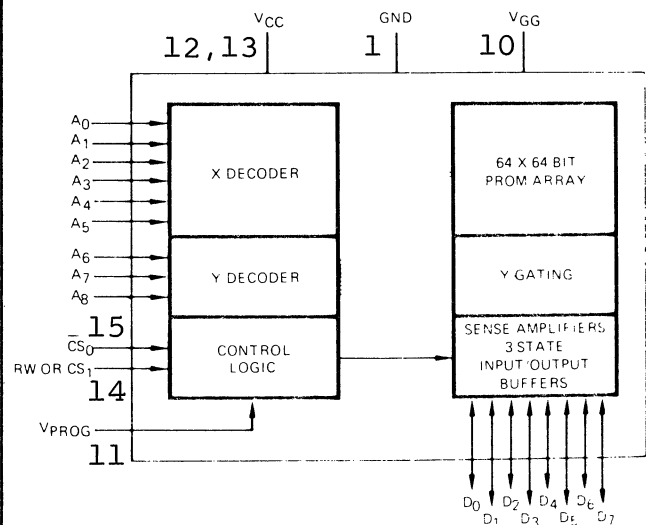 VCC GND VGG
12,13 1 10
A0
A1
A2
A3
A4
A5
X DECODER
64 X 64 BIT
PROM ARRAY
A6
A7
A8
Y DECODER
Y GATING
15
CS0
RW OR CS1
14
CONTROL
LOGIC
SENSE AMPLIFIERS
3 STATE
INPUT/OUTPUT
BUFFERS
VPROG
11
D0 D2 D4 D6
D1 D3 D5 D7